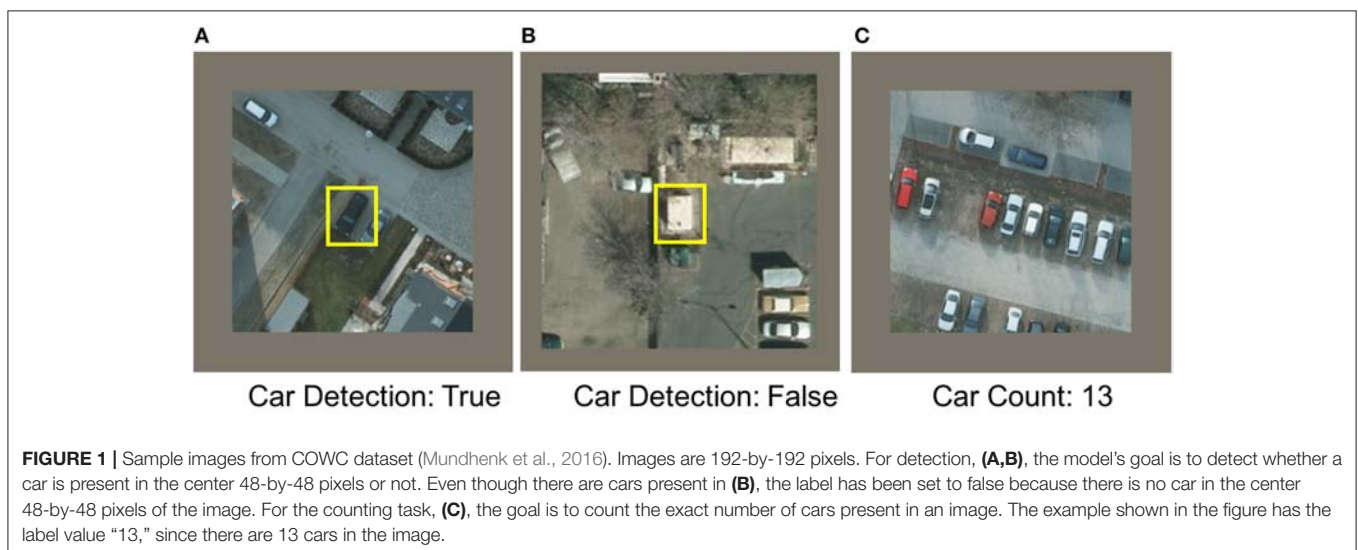 A
B
C
Car Detection: True
Car Detection: False
Car Count: 13
FIGURE 1 | Sample images from COWC dataset (Mundhenk et al., 2016). Images are 192-by-192 pixels. For detection, (A,B), the model's goal is to detect whether a
car is present in the center 48-by-48 pixels or not. Even though there are cars present in (B), the label has been set to false because there is no car in the center
48-by-48 pixels of the image. For the counting task, (C), the goal is to count the exact number of cars present in an image. The example shown in the figure has the
label value “13,” since there are 13 cars in the image.